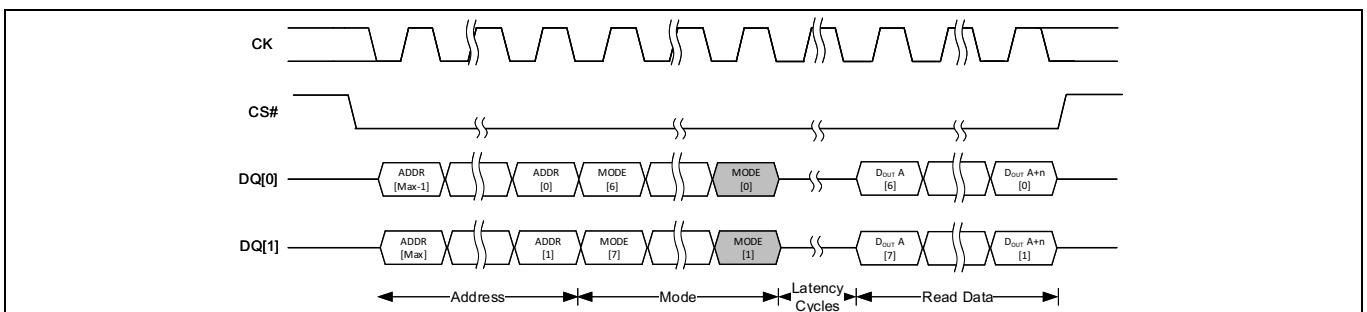 CK
CS#
DQ[0]
ADDR
[Max-1]
ADDR
[0]
MODE
[6]
MODE
[0]
DOUT A
[6]
DOUT A+n
[0]
DQ[1]
ADDR
[Max]
ADDR
[1]
MODE
[7]
MODE
[1]
DOUT A
[7]
DOUT A+n
[1]
Address
Mode
Latency
Cycles
Read Data